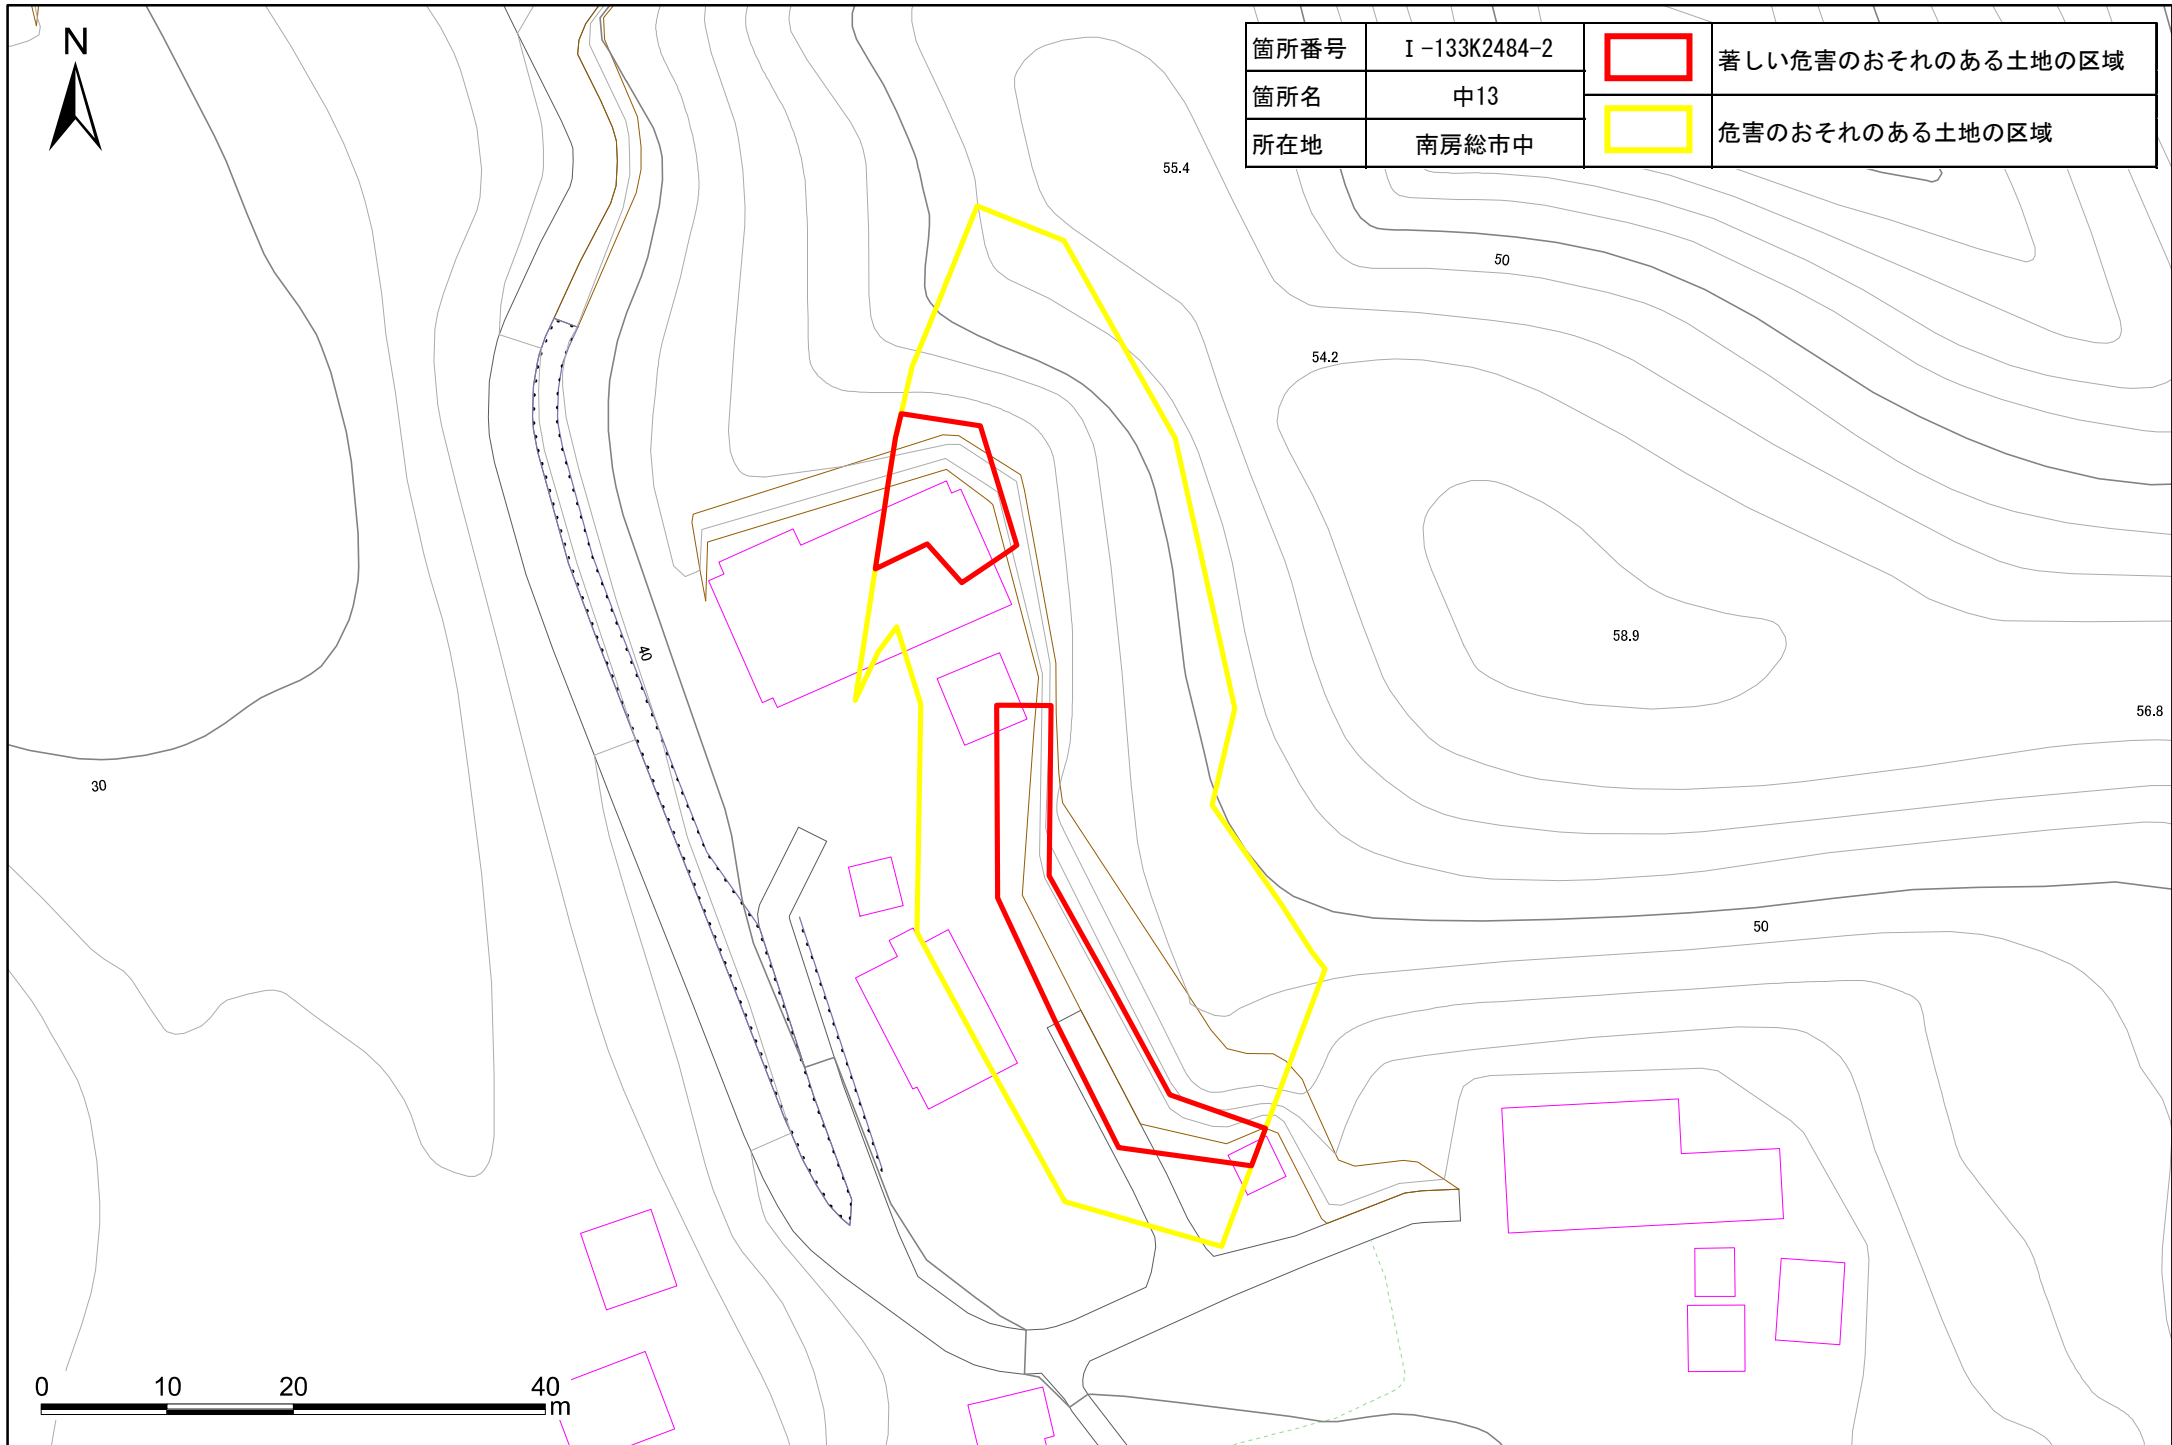 N
箇所番号 Ⅰ-133K2484-2
著しい危害のおそれのある土地の区域
箇所名 中13
危害のおそれのある土地の区域
所在地 南房総市中
55.4
50
54.2
58.9
40
56.8
30
50
0 10 20 40
m